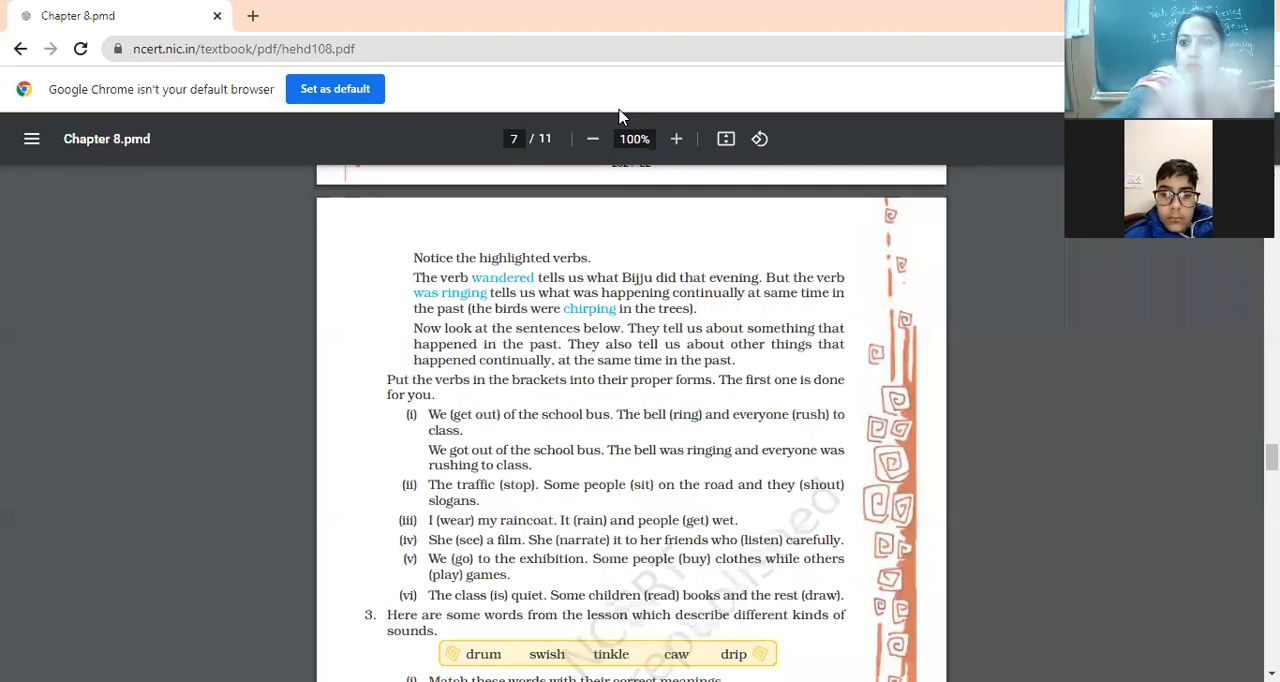 Chapter 8.pmd
ncert.nic.in/textbook/pdf/hehd108.pdf
Google Chrome isn't your default browser
Set as default
Chapter 8.pmd
7 / 11
100%
Notice the highlighted verbs.
The verb wandered tells us what Bijju did that evening. But the verb
was ringing tells us what was happening continually at same time in
the past (the birds were chirping in the trees).
Now look at the sentences below. They tell us about something that
happened in the past. They also tell us about other things that
happened continually, at the same time in the past.
Put the verbs in the brackets into their proper forms. The first one is done
for you.
(i) We (get out) of the school bus. The bell (ring) and everyone (rush) to
class.
We got out of the school bus. The bell was ringing and everyone was
rushing to class.
(ii) The traffic (stop). Some people (sit) on the road and they (shout)
slogans.
(iii) I (wear) my raincoat. It (rain) and people (get) wet.
(iv) She (see) a film. She (narrate) it to her friends who (listen) carefully.
(v) We (go) to the exhibition. Some people (buy) clothes while others
(play) games.
(vi) The class (is) quiet. Some children (read) books and the rest (draw).
3. Here are some words from the lesson which describe different kinds of
sounds.
drum swish tinkle caw drip
(i) Match these words with their correct meanings.
NCERT
republished